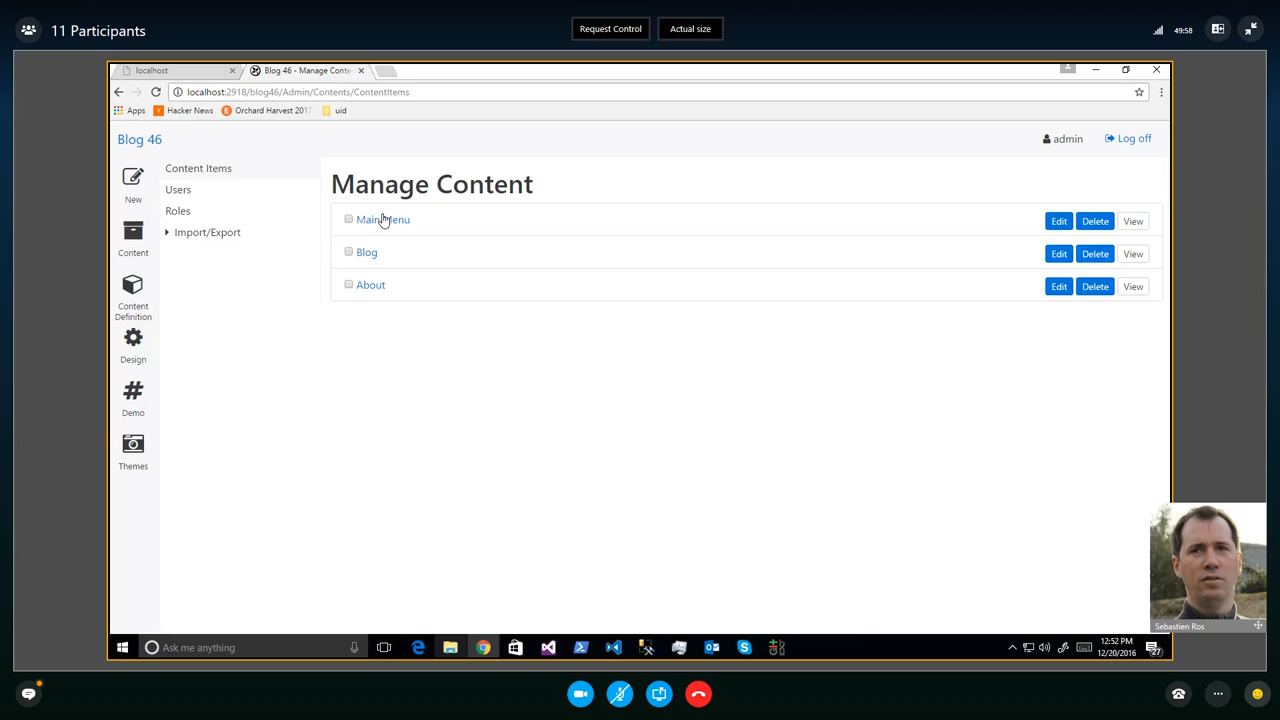 11 Participants
Request Control
Actual size
49:58
localhost
Blog 46 - Manage Conte
localhost:2918/blog46/Admin/Contents/ContentItems
Apps
Hacker News
Orchard Harvest 2017
uid
Blog 46
admin
Log off
New
Content
Content
Definition
Design
Demo
Themes
Content Items
Users
Roles
Import/Export
Manage Content
Main Menu
Edit
Delete
View
Blog
Edit
Delete
View
About
Edit
Delete
View
Sebastien Ros
Ask me anything
12:52 PM
12/20/2016
27